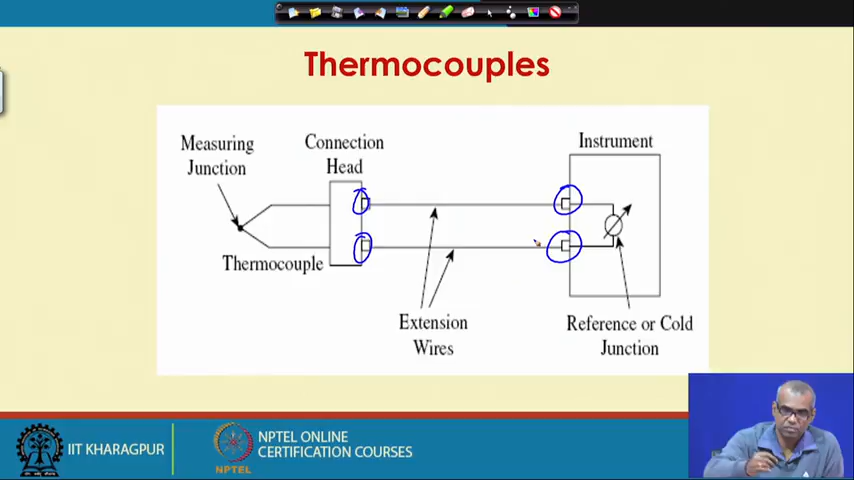 Thermocouples
Measuring
Junction
Connection
Head
Instrument
Thermocouple
Extension
Wires
Reference or Cold
Junction
IIT KHARAGPUR
NPTEL
NPTEL ONLINE
CERTIFICATION COURSES